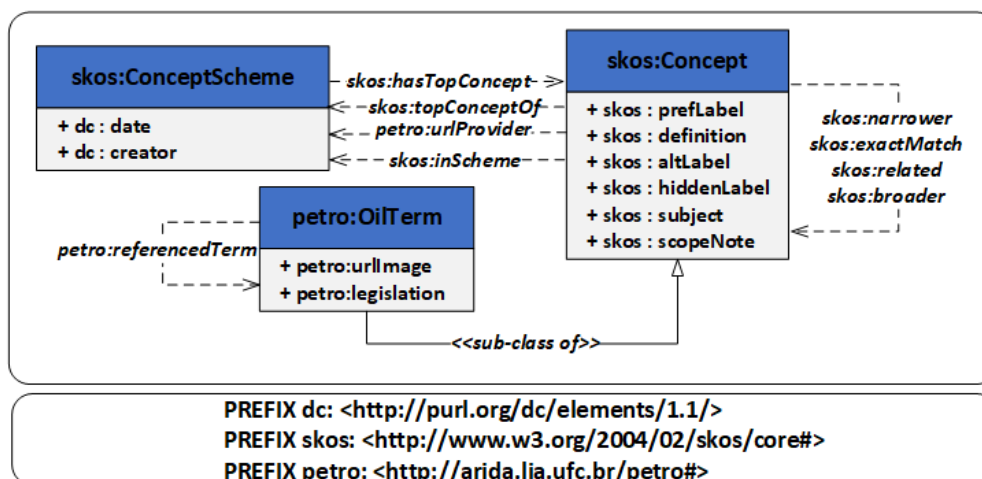 skos:ConceptScheme
+ dc : date
+ dc : creator
skos:hasTopConcept
skos:topConceptOf
petro:urlProvider
skos:inScheme
skos:Concept
+ skos : prefLabel
+ skos : definition
+ skos : altLabel
+ skos : hiddenLabel
+ skos : subject
+ skos : scopeNote
skos:narrower
skos:exactMatch
skos:related
skos:broader
petro:OilTerm
+ petro:urlImage
+ petro:legislation
petro:referencedTerm
<<sub-class of>>
PREFIX dc: <http://purl.org/dc/elements/1.1/>
PREFIX skos: <http://www.w3.org/2004/02/skos/core#>
PREFIX petro: <http://arida.lia.ufc.br/petro#>